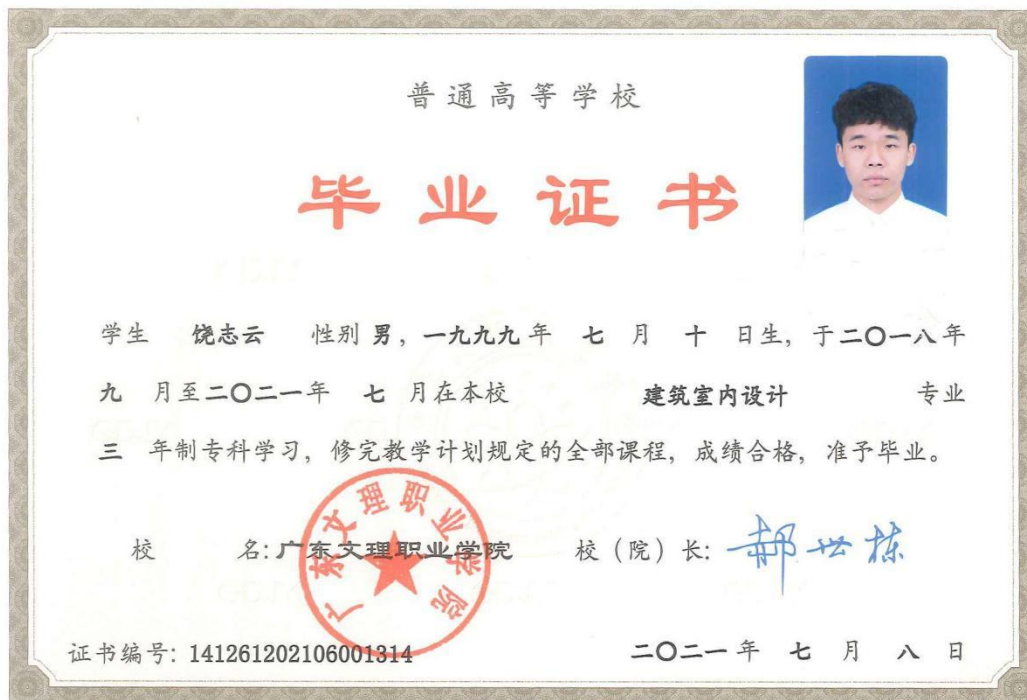 普通高等学校
毕业证书
学生 饶志云 性别 男，一九九九年 七 月 十 日生，于二〇一八年
九 月至二〇二一年 七 月在本校 建筑室内设计 专业
三 年制专科学习，修完教学计划规定的全部课程，成绩合格，准予毕业。
广东文理职业学院
校 名：广东文理职业学院 校（院）长：郝世栋
证书编号：141261202106001314 二〇二一年 七 月 八 日